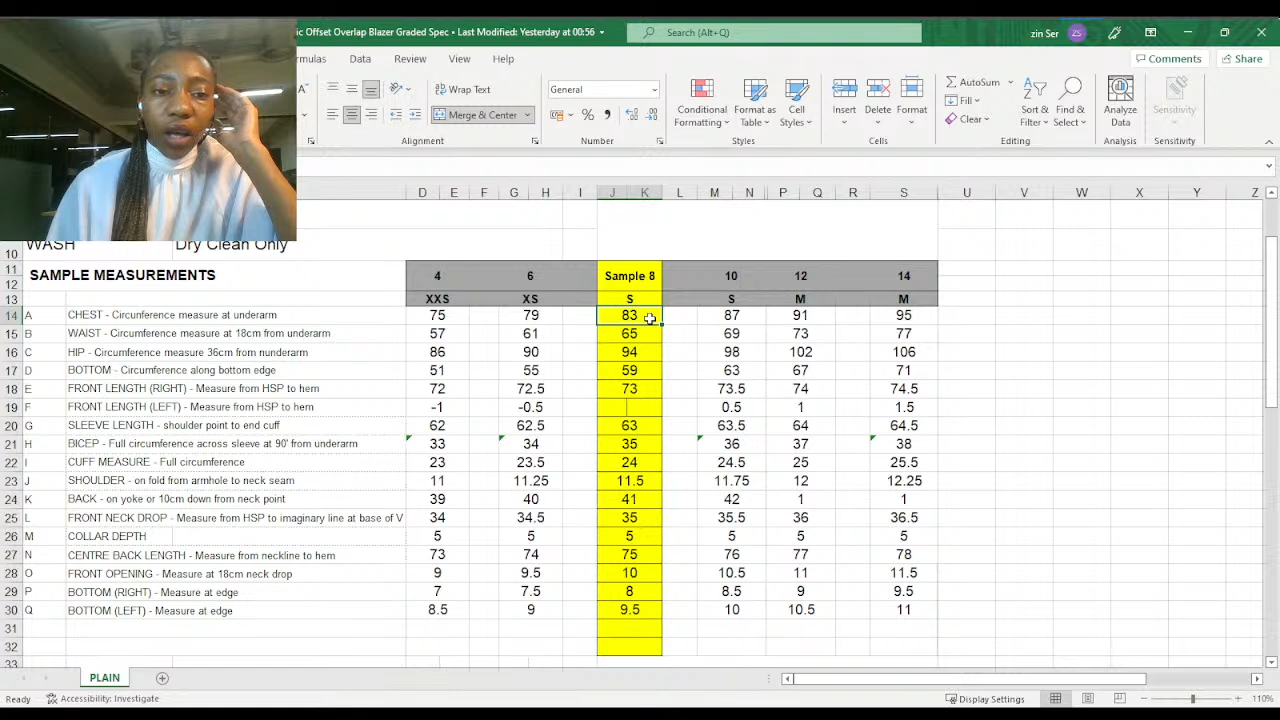 ic Offset Overlap Blazer Graded Spec • Last Modified: Yesterday at 00:56
Search (Alt+Q)
zin Ser
ZS
rmulas Data Review View Help
Comments
Share
Wrap Text
Merge & Center
General
Conditional Formatting
Format as Table
Cell Styles
Insert
Delete
Format
AutoSum
Fill
Clear
Sort & Filter
Find & Select
Analyze Data
Sensitivity
Alignment
Number
Styles
Cells
Editing
Analysis
Sensitivity
D E F G H I J K L M N P Q R S U V W X Y Z
10 WASH Dry Clean Only
11 SAMPLE MEASUREMENTS 4 6 Sample 8 10 12 14
12
13 XXS XS S S M M
14 A CHEST - Circumference measure at underarm 75 79 83 87 91 95
15 B WAIST - Circumference measure at 18cm from underarm 57 61 65 69 73 77
16 C HIP - Circumference measure 36cm from nunderarm 86 90 94 98 102 106
17 D BOTTOM - Circumference along bottom edge 51 55 59 63 67 71
18 E FRONT LENGTH (RIGHT) - Measure from HSP to hem 72 72.5 73 73.5 74 74.5
19 F FRONT LENGTH (LEFT) - Measure from HSP to hem -1 -0.5 0.5 1 1.5
20 G SLEEVE LENGTH - shoulder point to end cuff 62 62.5 63 63.5 64 64.5
21 H BICEP - Full circumference across sleeve at 90' from underarm 33 34 35 36 37 38
22 I CUFF MEASURE - Full circumference 23 23.5 24 24.5 25 25.5
23 J SHOULDER - on fold from armhole to neck seam 11 11.25 11.5 11.75 12 12.25
24 K BACK - on yoke or 10cm down from neck point 39 40 41 42 1 1
25 L FRONT NECK DROP - Measure from HSP to imaginary line at base of V 34 34.5 35 35.5 36 36.5
26 M COLLAR DEPTH 5 5 5 5 5 5
27 N CENTRE BACK LENGTH - Measure from neckline to hem 73 74 75 76 77 78
28 O FRONT OPENING - Measure at 18cm neck drop 9 9.5 10 10.5 11 11.5
29 P BOTTOM (RIGHT) - Measure at edge 7 7.5 8 8.5 9 9.5
30 Q BOTTOM (LEFT) - Measure at edge 8.5 9 9.5 10 10.5 11
31
32
33
PLAIN
Ready
Accessibility: Investigate
Display Settings
110%